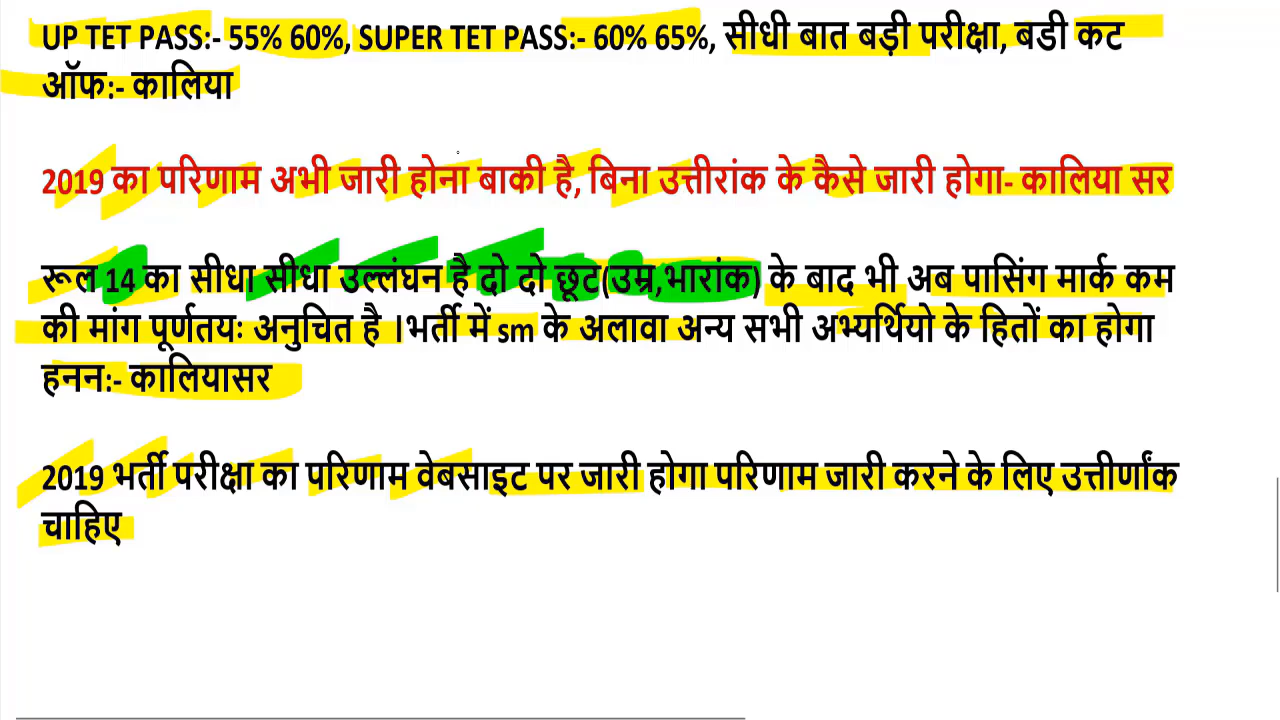 UP TET PASS:- 55% 60%, SUPER TET PASS:- 60% 65%, सीधी बात बड़ी परीक्षा, बडी कट
ऑफ:- कालिया
2019 का परिणाम अभी जारी होना बाकी है, बिना उत्तीरांक के कैसे जारी होगा- कालिया सर
रूल 14 का सीधा सीधा उल्लंघन है दो दो छूट(उम्र,भारांक) के बाद भी अब पासिंग मार्क कम
की मांग पूर्णतयः अनुचित है ।भर्ती में sm के अलावा अन्य सभी अभ्यर्थियो के हितों का होगा
हनन:- कालियासर
2019 भर्ती परीक्षा का परिणाम वेबसाइट पर जारी होगा परिणाम जारी करने के लिए उत्तीर्णांक
चाहिए